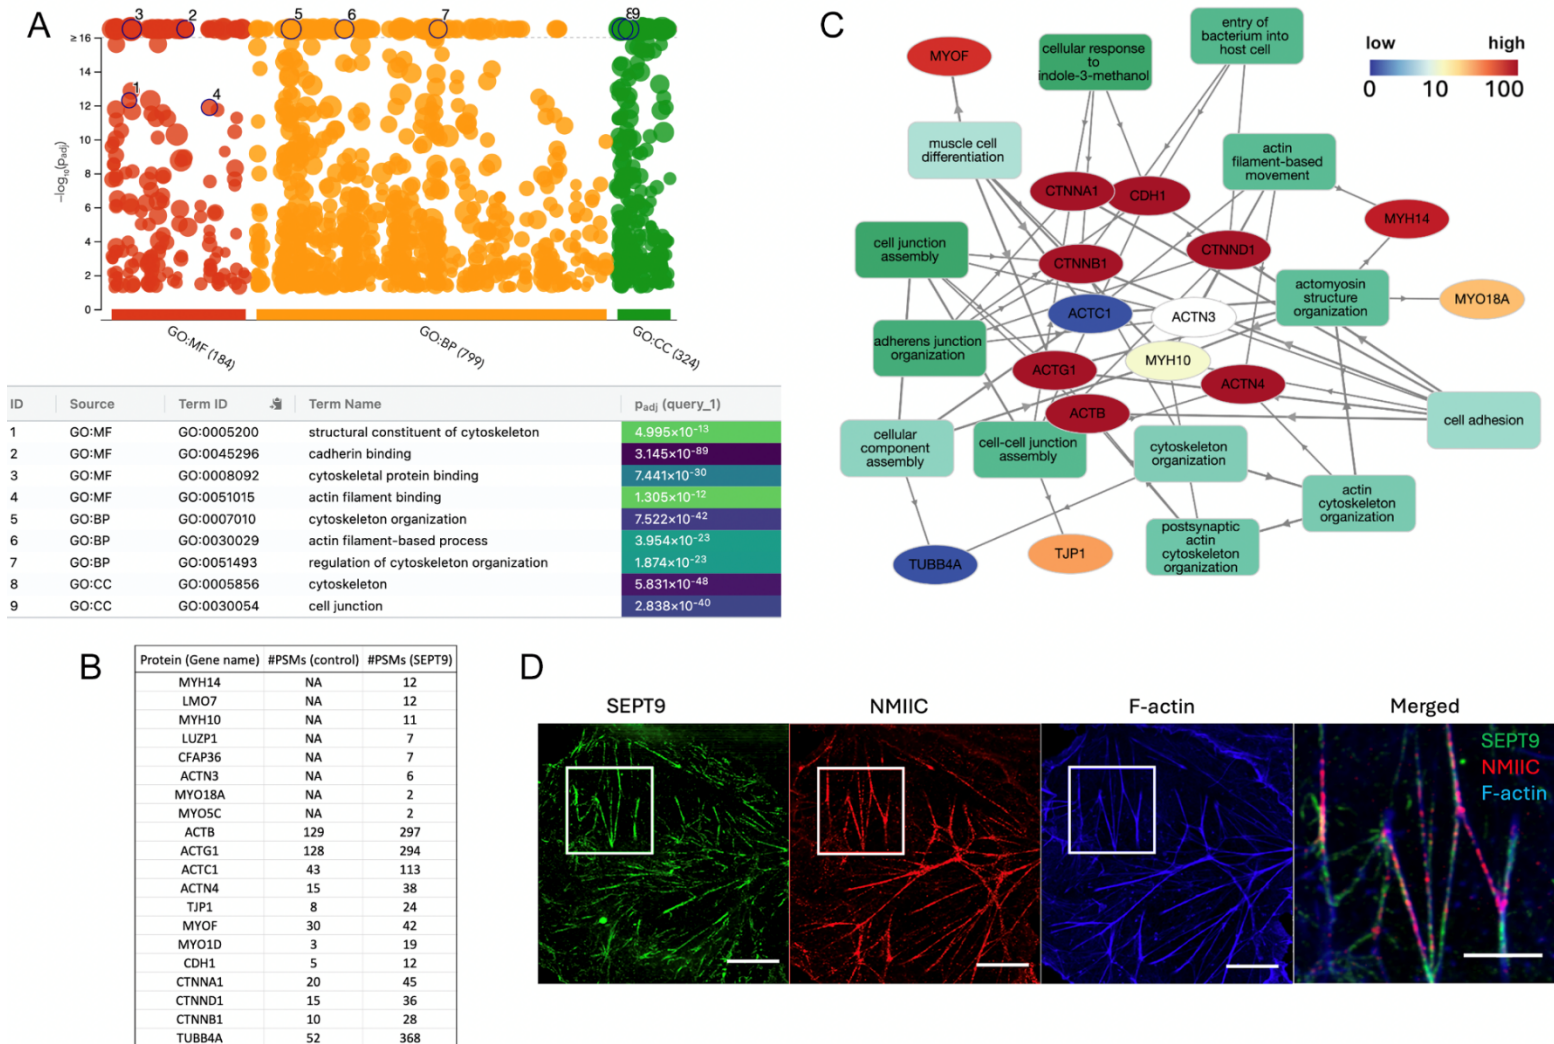 A
3
2
5
6
7
8
9
≥ 16
14
12
10
8
6
4
2
0
1
4
−log10(padj)
GO:MF (184)
GO:BP (799)
GO:CC (324)
ID Source Term ID Term Name padj (query_1)
1 GO:MF GO:0005200 structural constituent of cytoskeleton 4.995×10−13
2 GO:MF GO:0045296 cadherin binding 3.145×10−89
3 GO:MF GO:0008092 cytoskeletal protein binding 7.441×10−30
4 GO:MF GO:0051015 actin filament binding 1.305×10−12
5 GO:BP GO:0007010 cytoskeleton organization 7.522×10−42
6 GO:BP GO:0030029 actin filament-based process 3.954×10−23
7 GO:BP GO:0051493 regulation of cytoskeleton organization 1.874×10−23
8 GO:CC GO:0005856 cytoskeleton 5.831×10−48
9 GO:CC GO:0030054 cell junction 2.838×10−40
B
Protein (Gene name) #PSMs (control) #PSMs (SEPT9)
MYH14 NA 12
LMO7 NA 12
MYH10 NA 11
LUZP1 NA 7
CFAP36 NA 7
ACTN3 NA 6
MYO18A NA 2
MYO5C NA 2
ACTB 129 297
ACTG1 128 294
ACTC1 43 113
ACTN4 15 38
TJP1 8 24
MYOF 30 42
MYO1D 3 19
CDH1 5 12
CTNNA1 20 45
CTNND1 15 36
CTNNB1 10 28
TUBB4A 52 368
C
low high
0 10 100
MYOF
cellular response
to
indole-3-methanol
entry of
bacterium into
host cell
muscle cell
differentiation
actin
filament-based
movement
CTNNA1
CDH1
MYH14
cell junction
assembly
CTNNB1
CTNND1
actomyosin
structure
organization
MYO18A
ACTC1
ACTN3
adherens junction
organization
MYH10
ACTG1
ACTN4
ACTB
cell adhesion
cellular
component
assembly
cell-cell junction
assembly
cytoskeleton
organization
actin
cytoskeleton
organization
postsynaptic
actin
cytoskeleton
organization
TUBB4A
TJP1
D
SEPT9 NMIIC F-actin Merged
SEPT9
NMIIC
F-actin